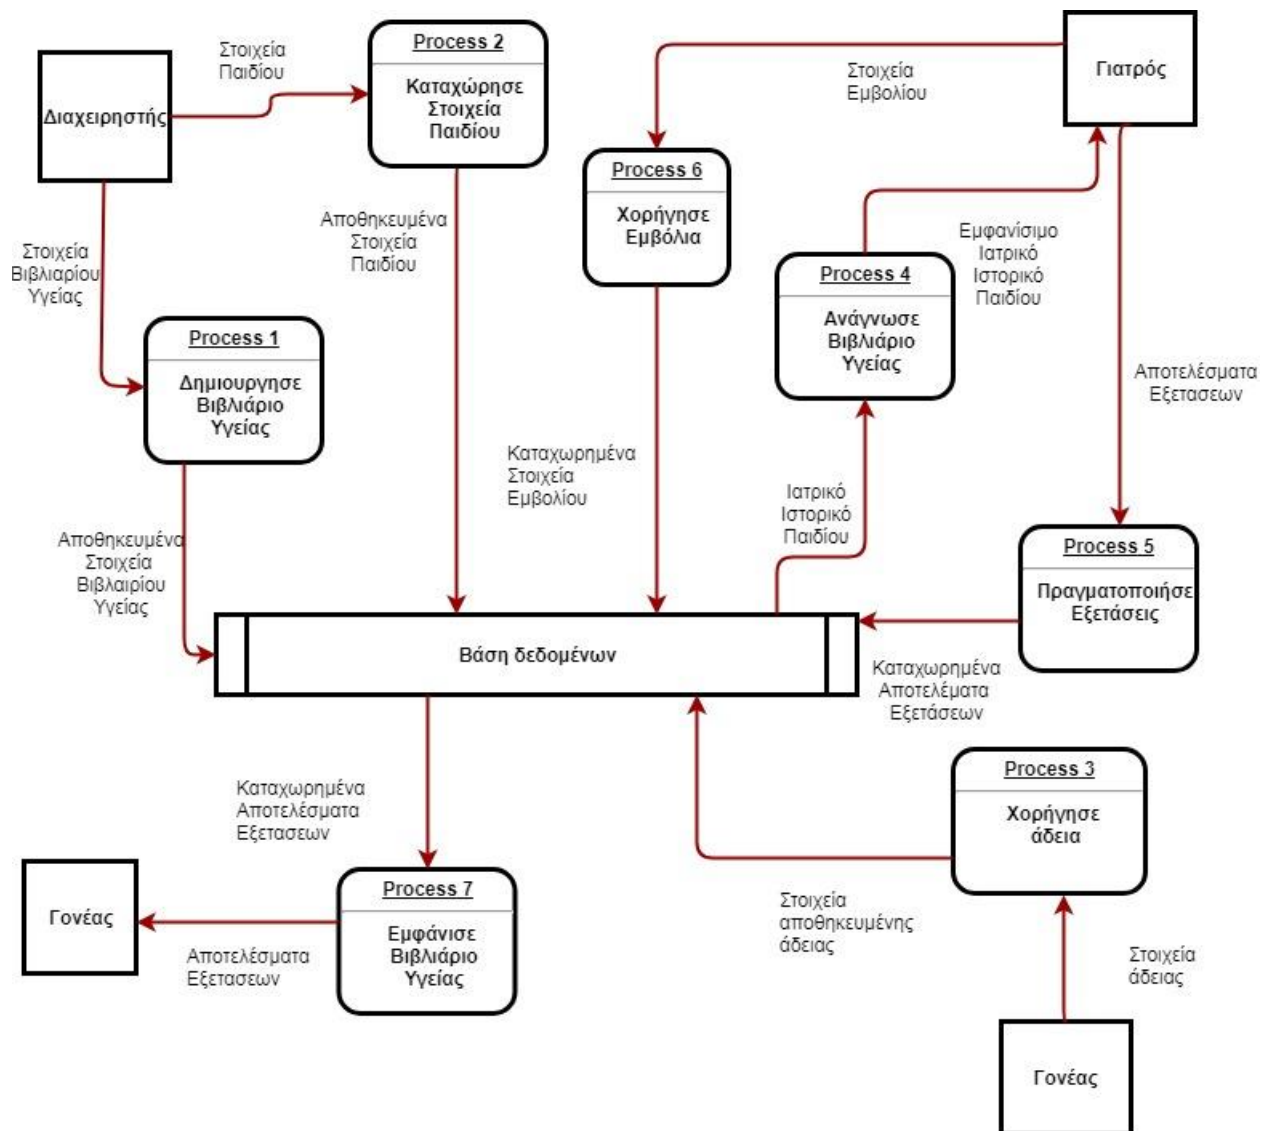 Διαχειρηστής
Στοιχεία
Παιδίου
Process 2
Καταχώρησε
Στοιχεία
Παιδίου
Στοιχεία
Εμβολίου
Γιατρός
Process 6
Χορήγησε
Εμβόλια
Αποθηκευμένα
Στοιχεία
Παιδίου
Στοιχεία
Βιβλιαρίου
Υγείας
Process 4
Ανάγνωσε
Βιβλιάριο
Υγείας
Εμφανίσιμο
Ιατρικό
Ιστορικό
Παιδίου
Process 1
Δημιουργησε
Βιβλιάριο
Υγείας
Αποτελέσματα
Εξετασεων
Καταχωρημένα
Στοιχεία
Εμβολίου
Ιατρικό
Ιστορικό
Παιδίου
Αποθηκευμένα
Στοιχεία
Βιβλαιρίου
Υγείας
Process 5
Πραγματοποιήσε
Εξετάσεις
Βάση δεδομένων
Καταχωρημένα
Αποτελέματα
Εξετάσεων
Καταχωρημένα
Αποτελέσματα
Εξετασεων
Process 3
Χορήγησε
άδεια
Γονέας
Αποτελέσματα
Εξετασεων
Process 7
Εμφάνισε
Βιβλιάριο
Υγείας
Στοιχεία
αποθηκευμένης
άδειας
Στοιχεία
άδειας
Γονέας